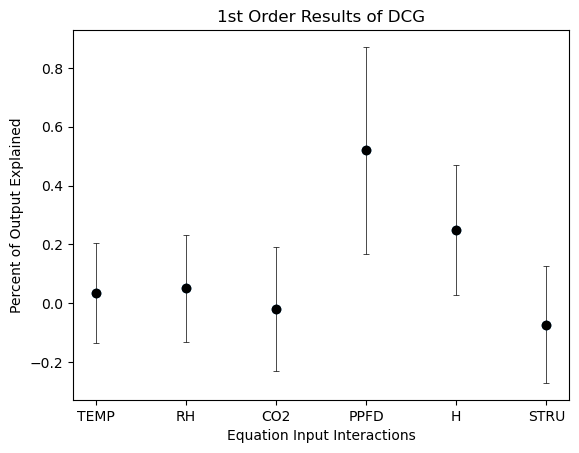 1st Order Results of DCG
Percent of Output Explained
0.8
0.6
0.4
0.2
0.0
−0.2
TEMP RH CO2 PPFD H STRU
Equation Input Interactions